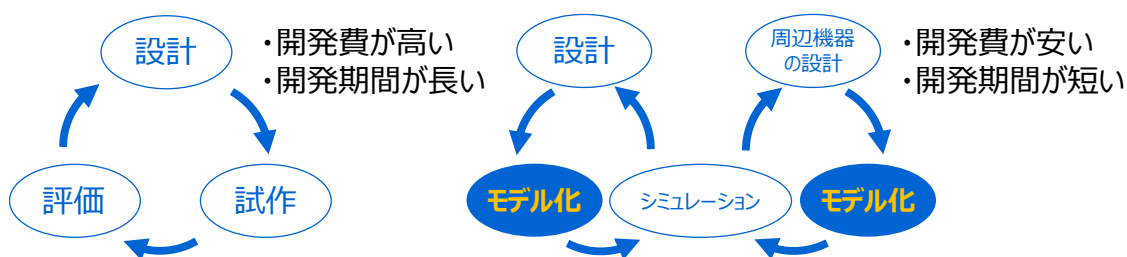 設計
・開発費が高い
・開発期間が長い
評価
試作
設計
周辺機器
の設計
・開発費が安い
・開発期間が短い
モデル化
シミュレーション
モデル化